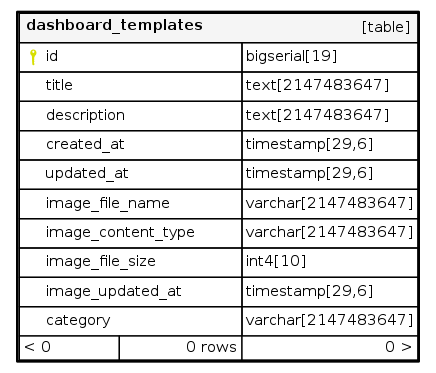 dashboard_templates [table]
id bigserial[19]
title text[2147483647]
description text[2147483647]
created_at timestamp[29,6]
updated_at timestamp[29,6]
image_file_name varchar[2147483647]
image_content_type varchar[2147483647]
image_file_size int4[10]
image_updated_at timestamp[29,6]
category varchar[2147483647]
< 0 0 rows 0 >